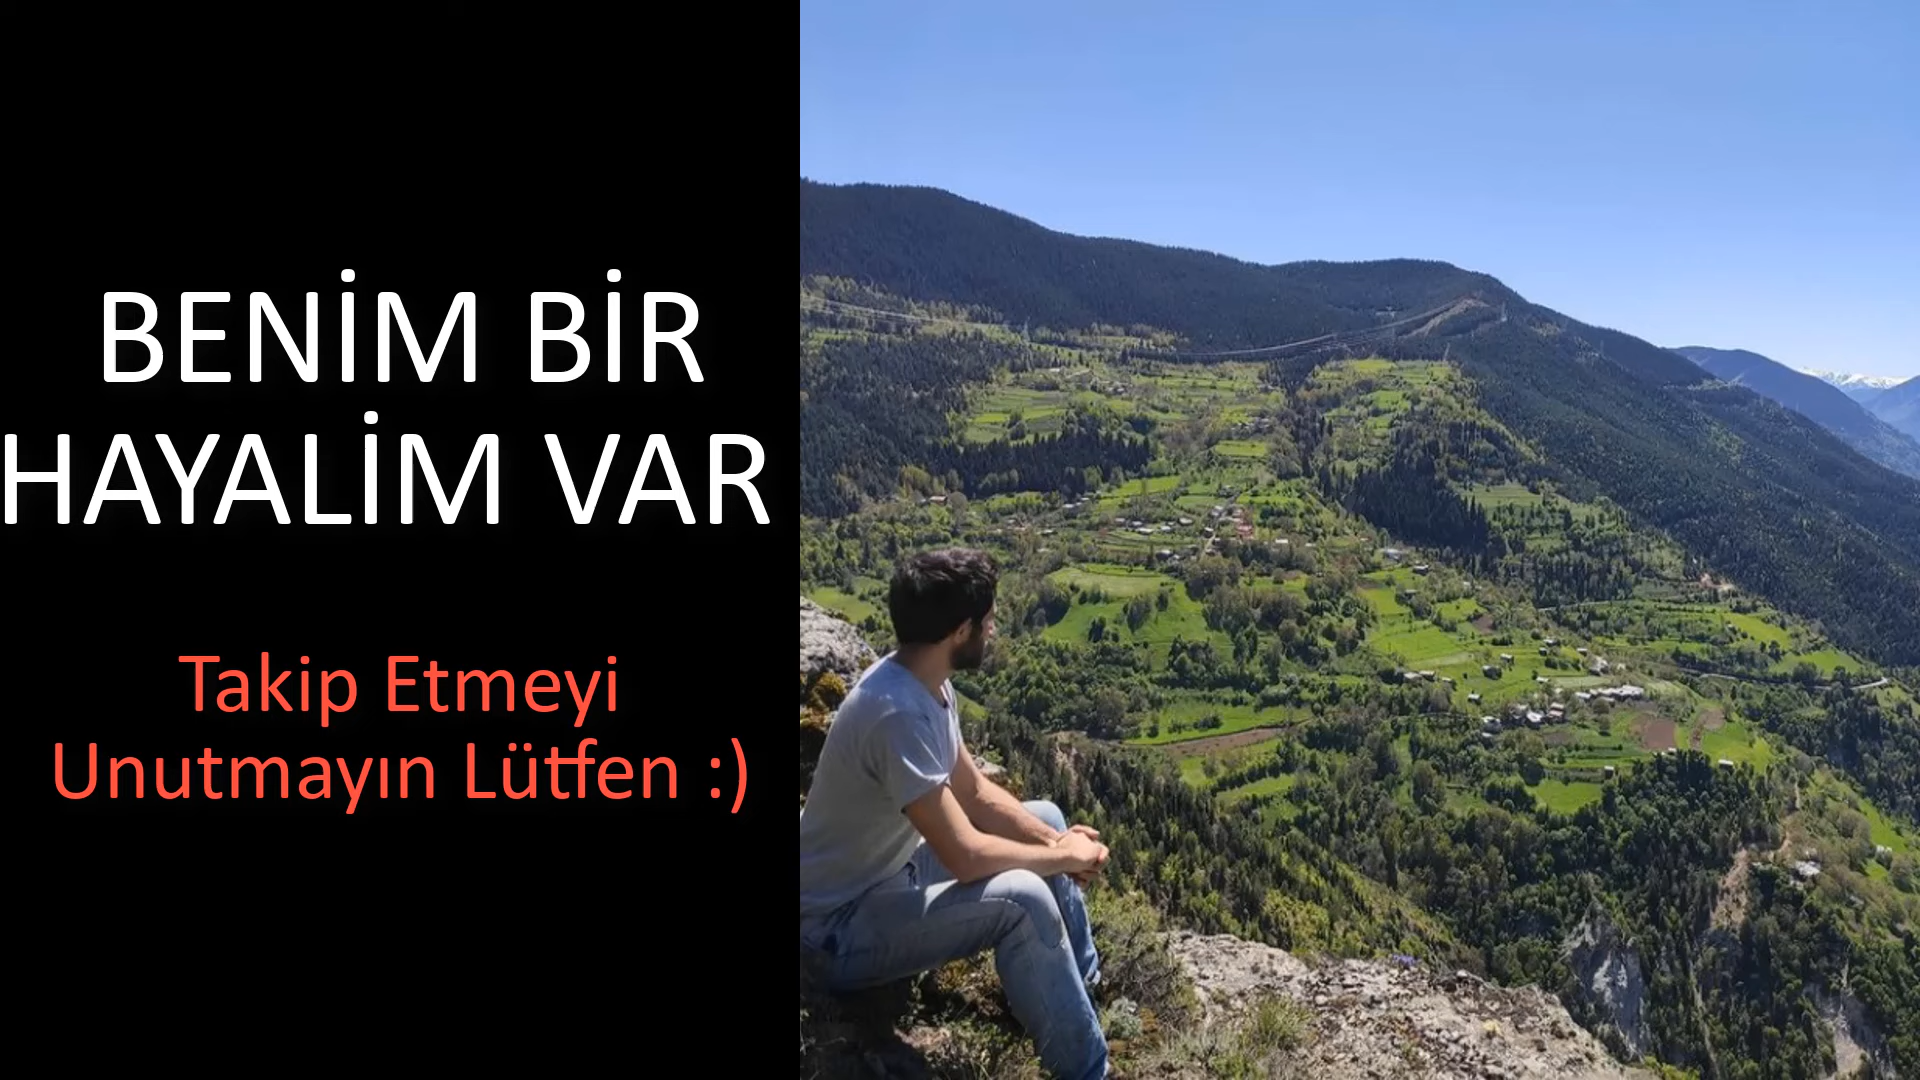 BENİM BİR
HAYALİM VAR
Takip Etmeyi
Unutmayın Lütfen :)